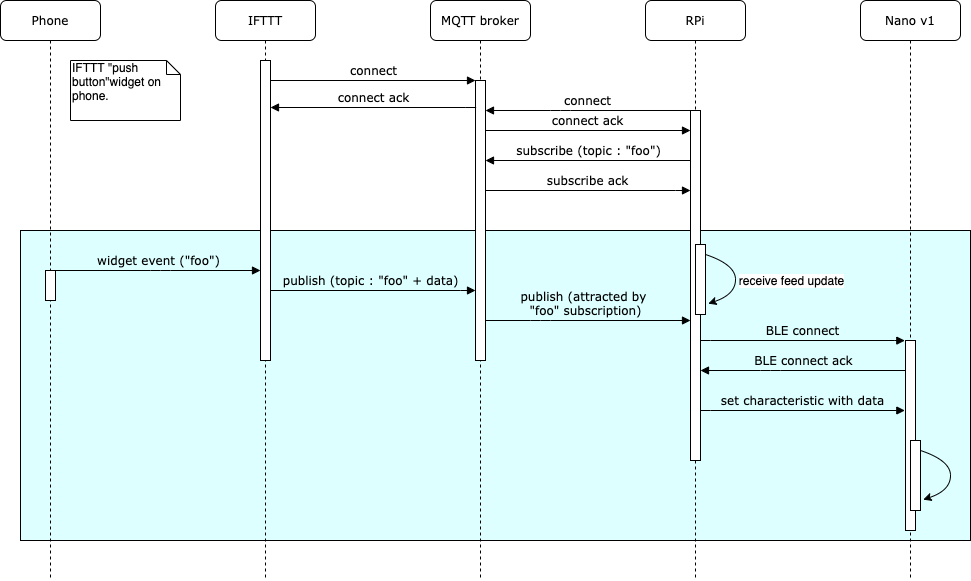 Phone
IFTTT
MQTT broker
RPi
Nano v1
IFTTT "push
button"widget on
phone.
connect
connect ack
connect
connect ack
subscribe (topic : "foo")
subscribe ack
widget event ("foo")
publish (topic : "foo" + data)
receive feed update
publish (attracted by
"foo" subscription)
BLE connect
BLE connect ack
set characteristic with data